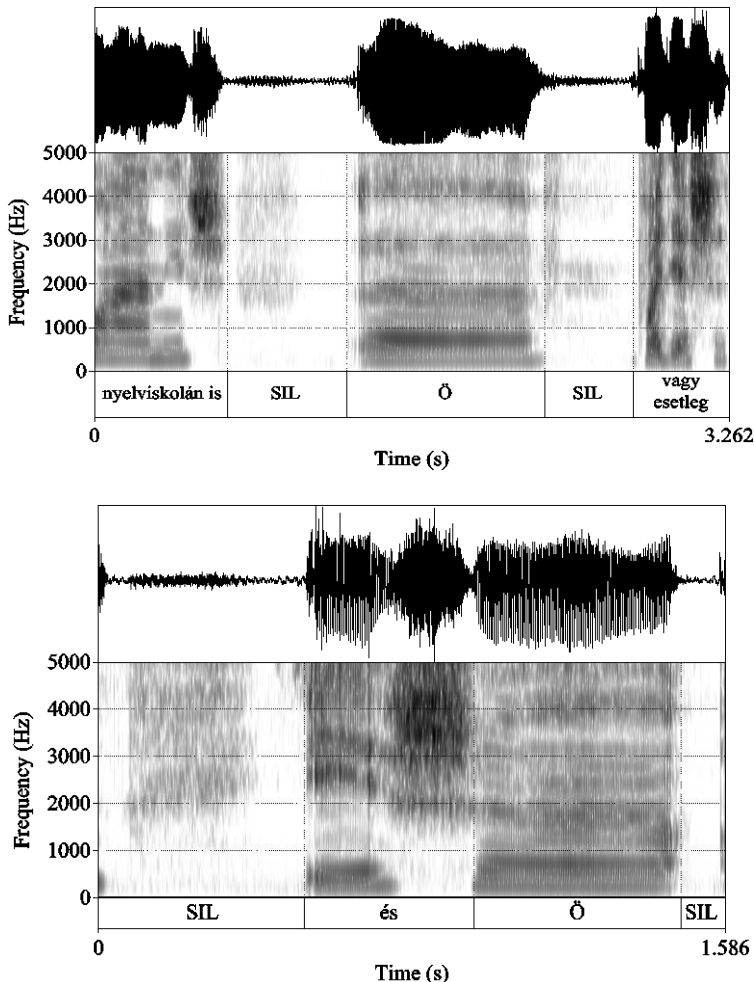 5000
4000
3000
2000
1000
0
Frequency (Hz)
nyelviskolán is SIL Ö SIL vagy esetleg
0 3.262
Time (s)
5000
4000
3000
2000
1000
0
Frequency (Hz)
SIL és Ö SIL
0 1.586
Time (s)